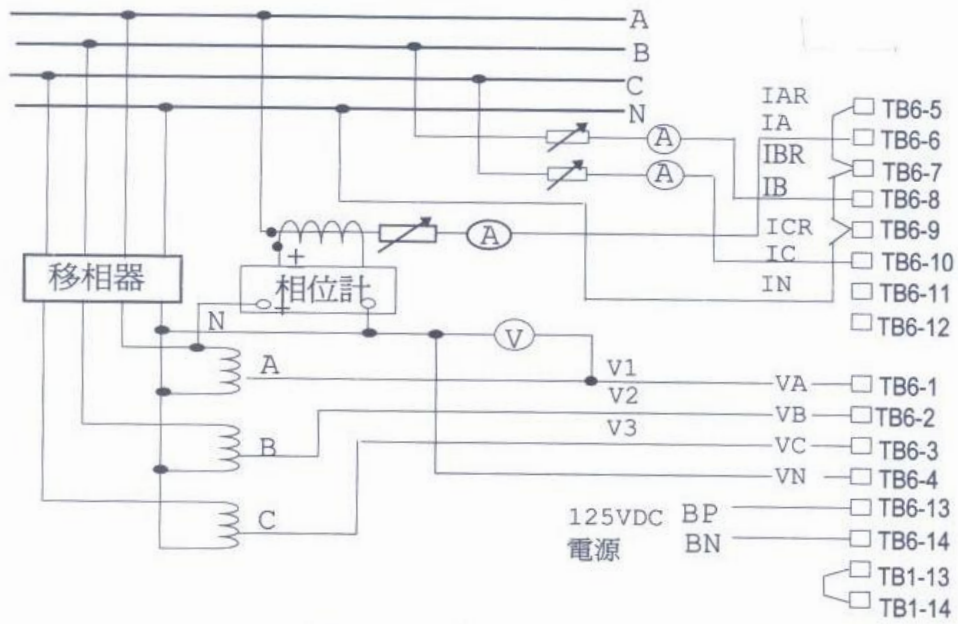 A
B
C
N
IAR
TB6-5
IA
TB6-6
A
IBR
TB6-7
A
IB
TB6-8
A
ICR
TB6-9
IC
TB6-10
IN
TB6-11
TB6-12
移相器
+
相位計
+
N
V
A
V1
VA
TB6-1
V2
VB
TB6-2
B
V3
VC
TB6-3
VN
TB6-4
C
125VDC BP
TB6-13
電源 BN
TB6-14
TB1-13
TB1-14